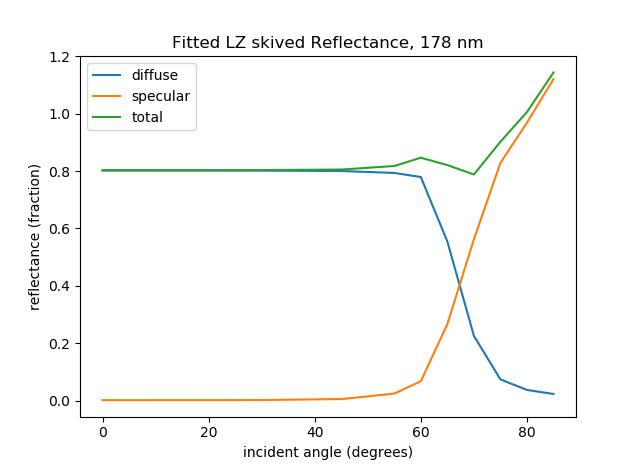 Fitted LZ skived Reflectance, 178 nm
diffuse
specular
total
reflectance (fraction)
1.2
1.0
0.8
0.6
0.4
0.2
0.0
0 20 40 60 80
incident angle (degrees)